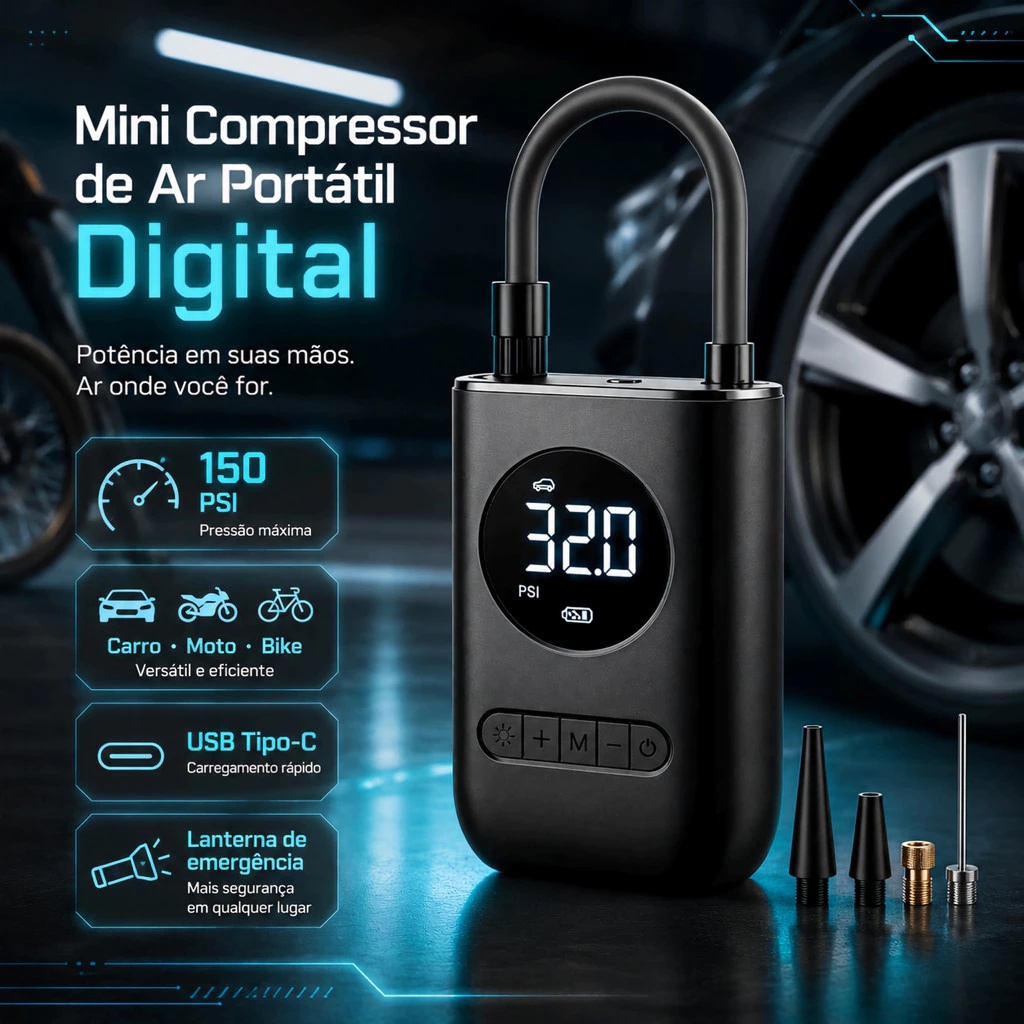 Mini Compressor
de Ar Portátil
Digital
Potência em suas mãos.
Ar onde você for.
150
PSI
Pressão máxima
Carro · Moto · Bike
Versátil e eficiente
USB Tipo-C
Carregamento rápido
Lanterna de
emergência
Mais segurança
em qualquer lugar
32.0
PSI
+ M −